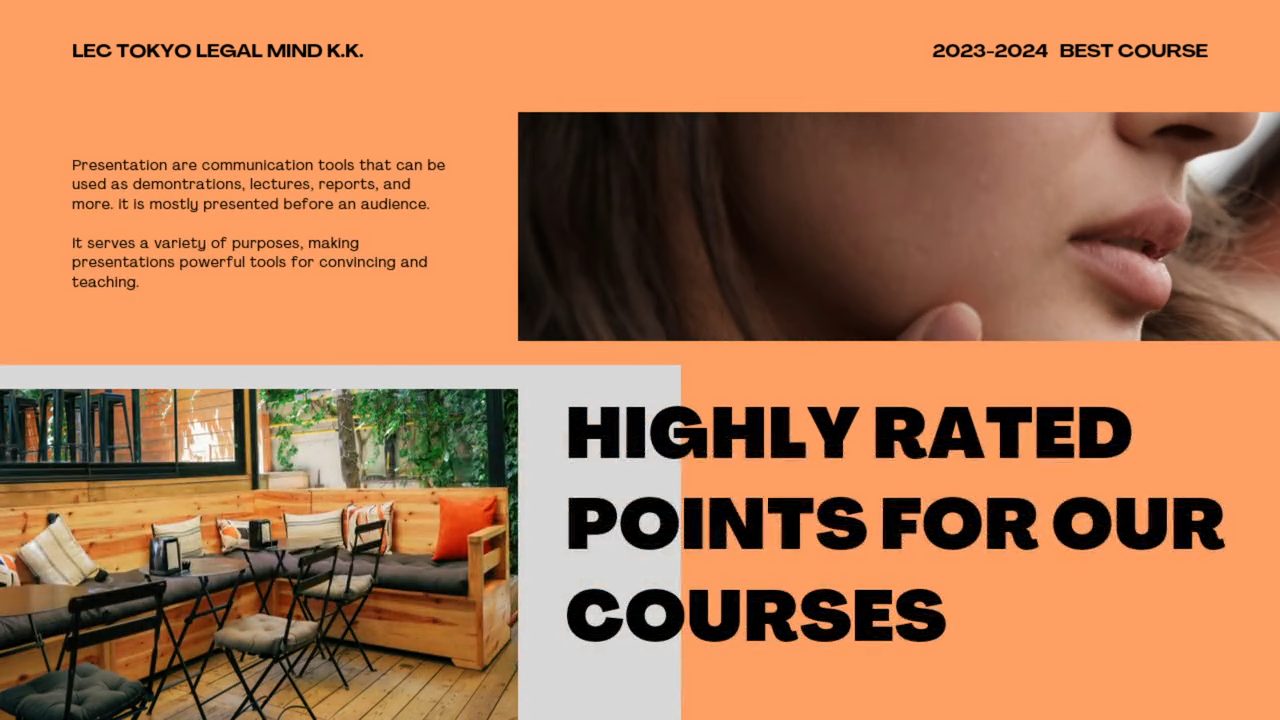 LEC TOKYO LEGAL MIND K.K.
2023-2024 BEST COURSE
Presentation are communication tools that can be
used as demontrations, lectures, reports, and
more. it is mostly presented before an audience.
It serves a variety of purposes, making
presentations powerful tools for convincing and
teaching.
HIGHLY RATED
POINTS FOR OUR
COURSES